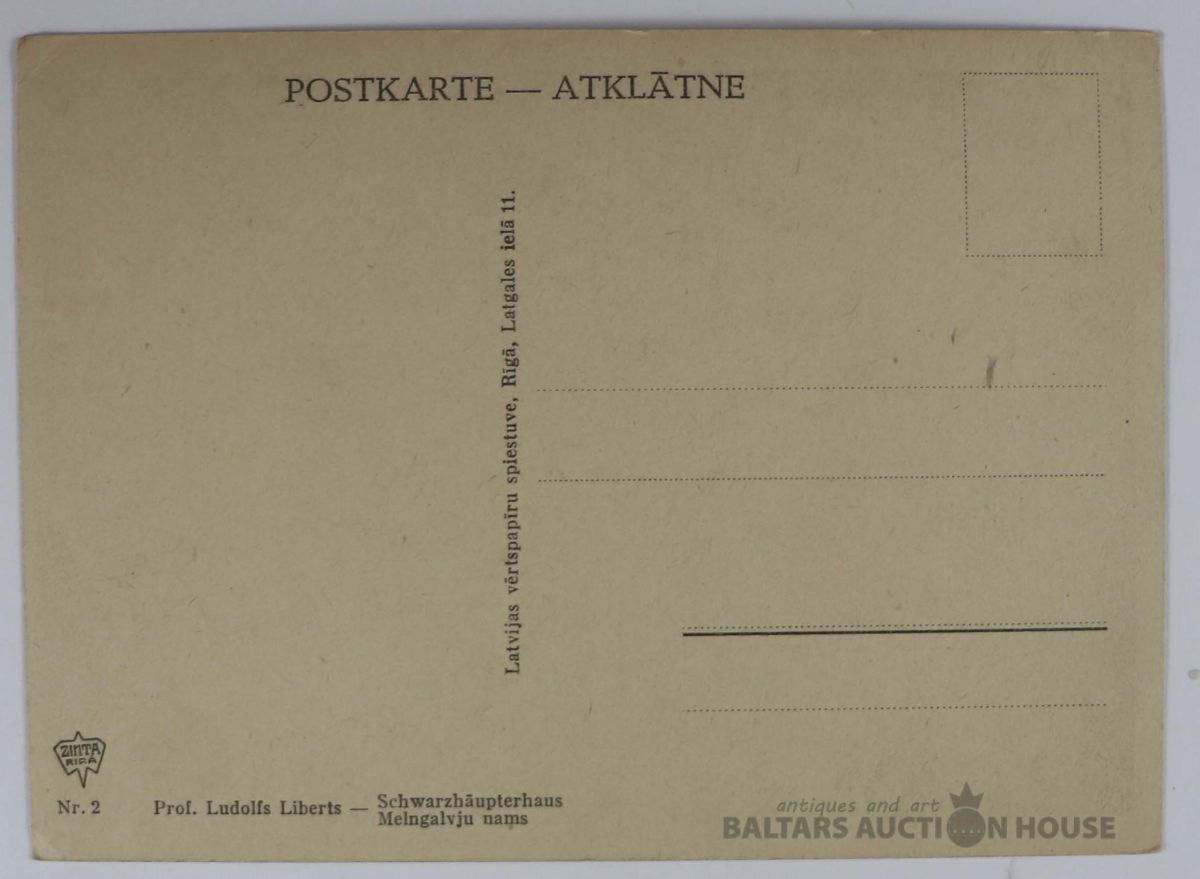 POSTKARTE — ATKLĀTNE
Latvijas vērtspapīru spiestuve, Rīgā, Latgales ielā 11.
ZINTA
RIGA
Nr. 2 Prof. Ludolfs Liberts — Schwarzhäupterhaus
Melngalvju nams
antiques and art
BALTARS AUCTION HOUSE